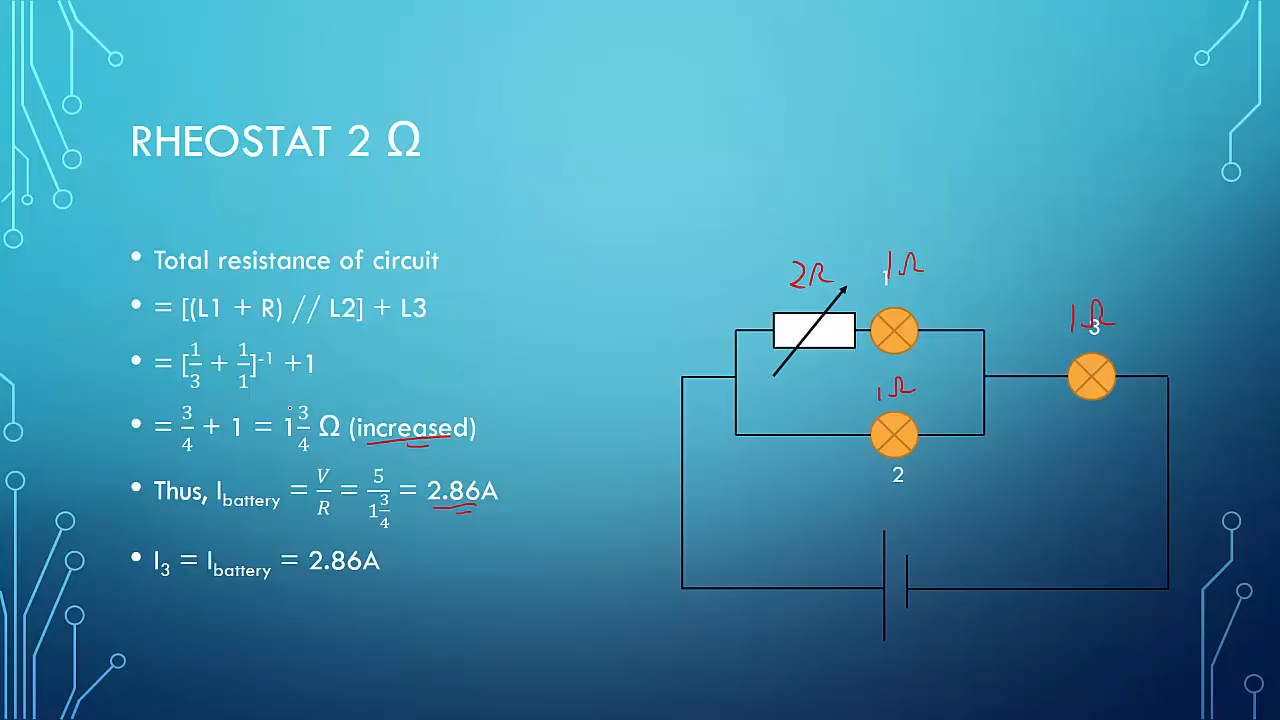 RHEOSTAT 2 Ω
• Total resistance of circuit
• = [(L1 + R) // L2] + L3
• = [1/3 + 1/1]⁻¹ + 1
• = 3/4 + 1 = 1 3/4 Ω (increased)
• Thus, I_battery = V/R = 5/(1 3/4) = 2.86A
• I₃ = I_battery = 2.86A
2Ω
1Ω
1
1Ω
3
1Ω
2